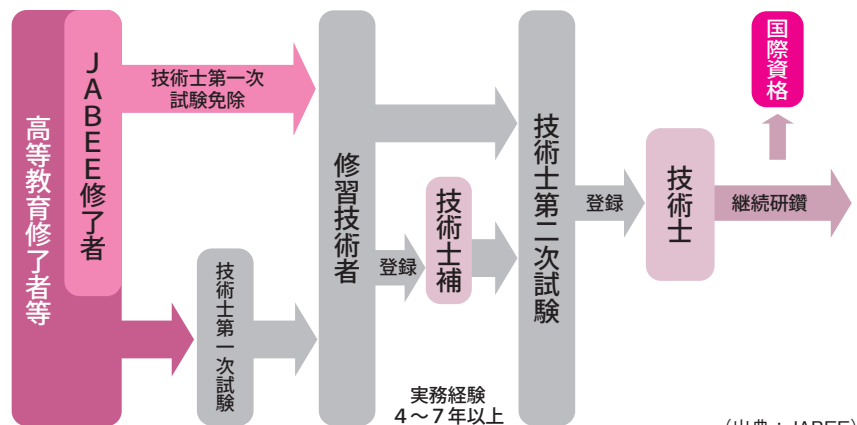 高等教育修了者等
JABEE修了者
技術士第一次
試験免除
技術士第一次試験
修習技術者
登録
技術士補
実務経験
4～7年以上
技術士第二次試験
登録
技術士
継続研鑽
国際資格
（出典：JABEE）